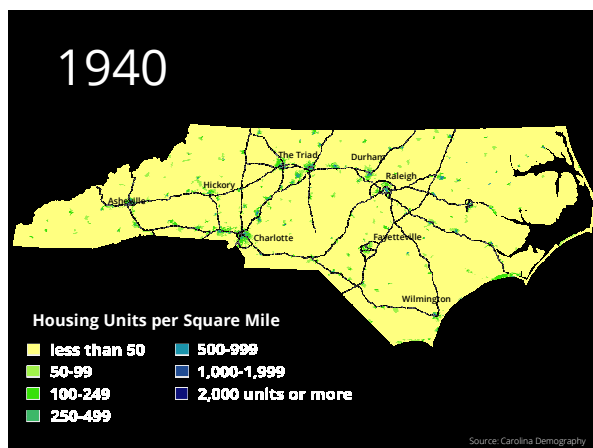 1940
The Triad
Durham
Raleigh
Hickory
Asheville
Charlotte
Fayetteville
Wilmington
Housing Units per Square Mile
less than 50
50-99
100-249
250-499
500-999
1,000-1,999
2,000 units or more
Source: Carolina Demography